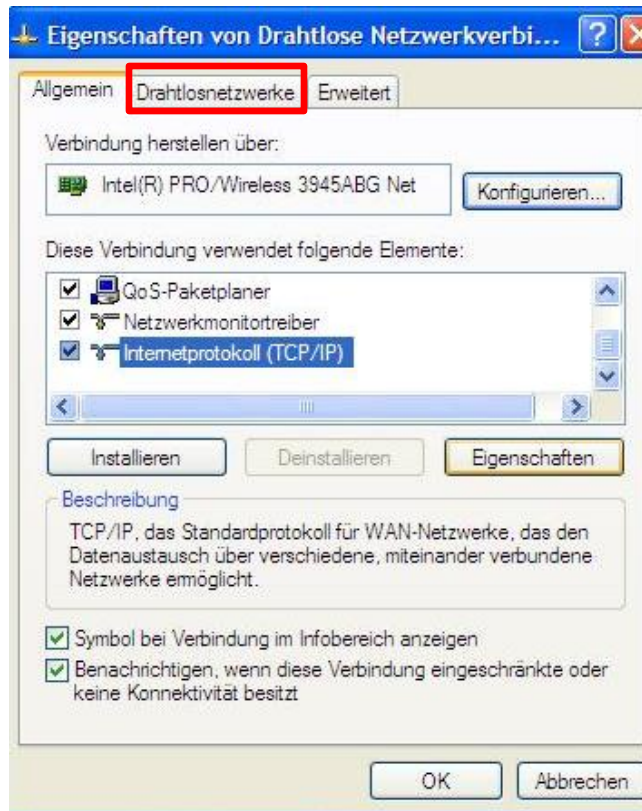 Eigenschaften von Drahtlose Netzwerkverbi...
Allgemein Drahtlosnetzwerke Erweitert
Verbindung herstellen über:
Intel(R) PRO/Wireless 3945ABG Net
Konfigurieren...
Diese Verbindung verwendet folgende Elemente:
QoS-Paketplaner
Netzwerkmonitortreiber
Internetprotokoll (TCP/IP)
Installieren Deinstallieren Eigenschaften
Beschreibung
TCP/IP, das Standardprotokoll für WAN-Netzwerke, das den
Datenaustausch über verschiedene, miteinander verbundene
Netzwerke ermöglicht.
Symbol bei Verbindung im Infobereich anzeigen
Benachrichtigen, wenn diese Verbindung eingeschränkte oder
keine Konnektivität besitzt
OK Abbrechen